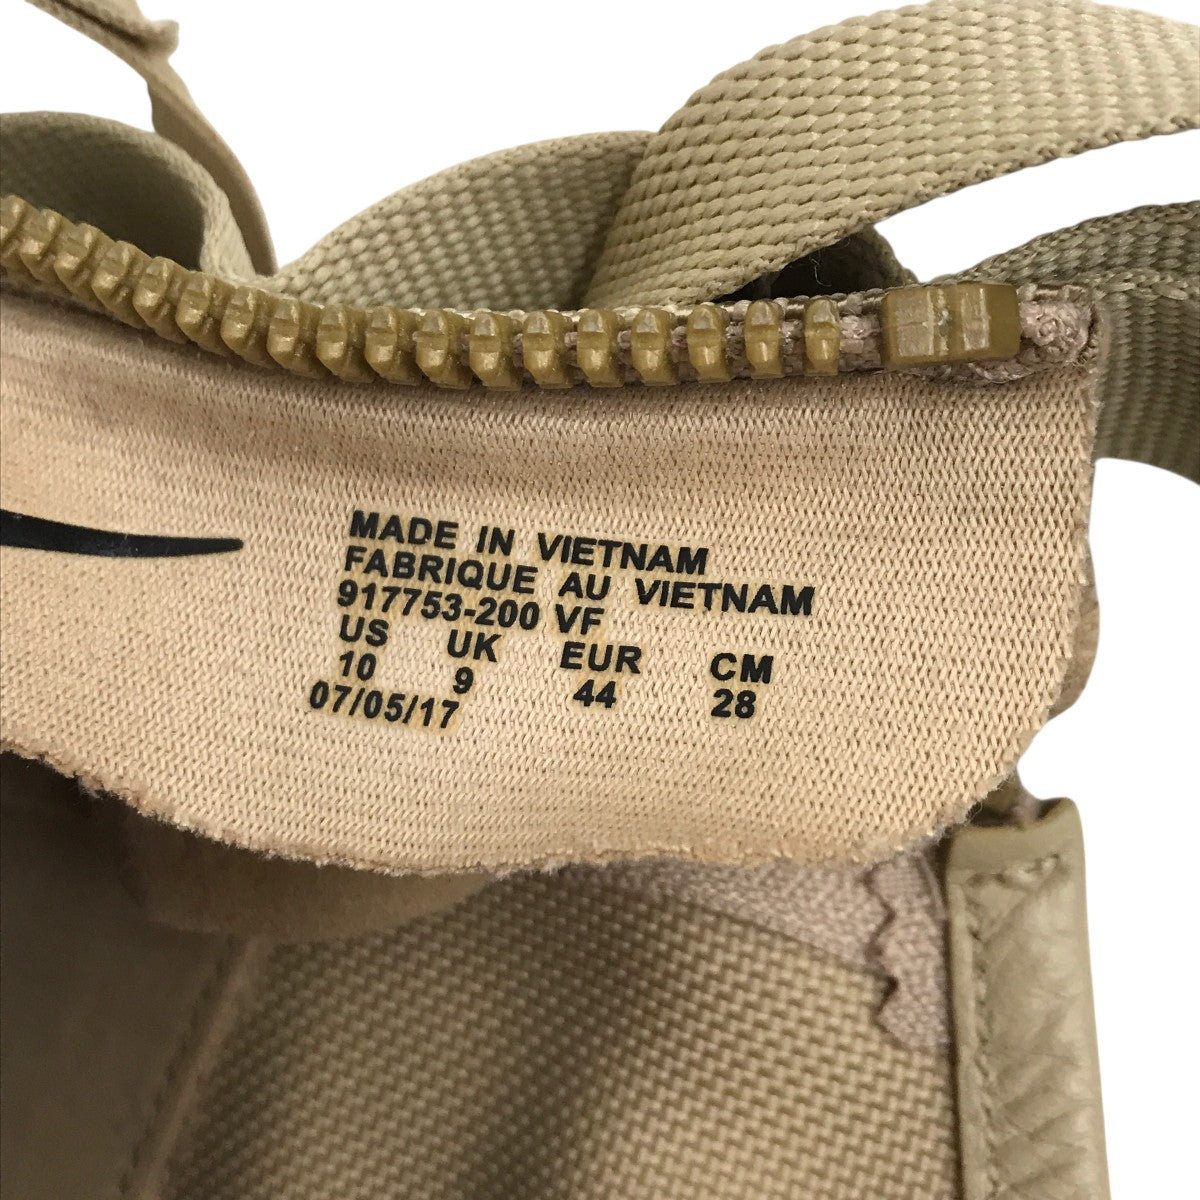 MADE IN VIETNAM
FABRIQUE AU VIETNAM
917753-200 VF
US UK EUR CM
10 9 44 28
07/05/17